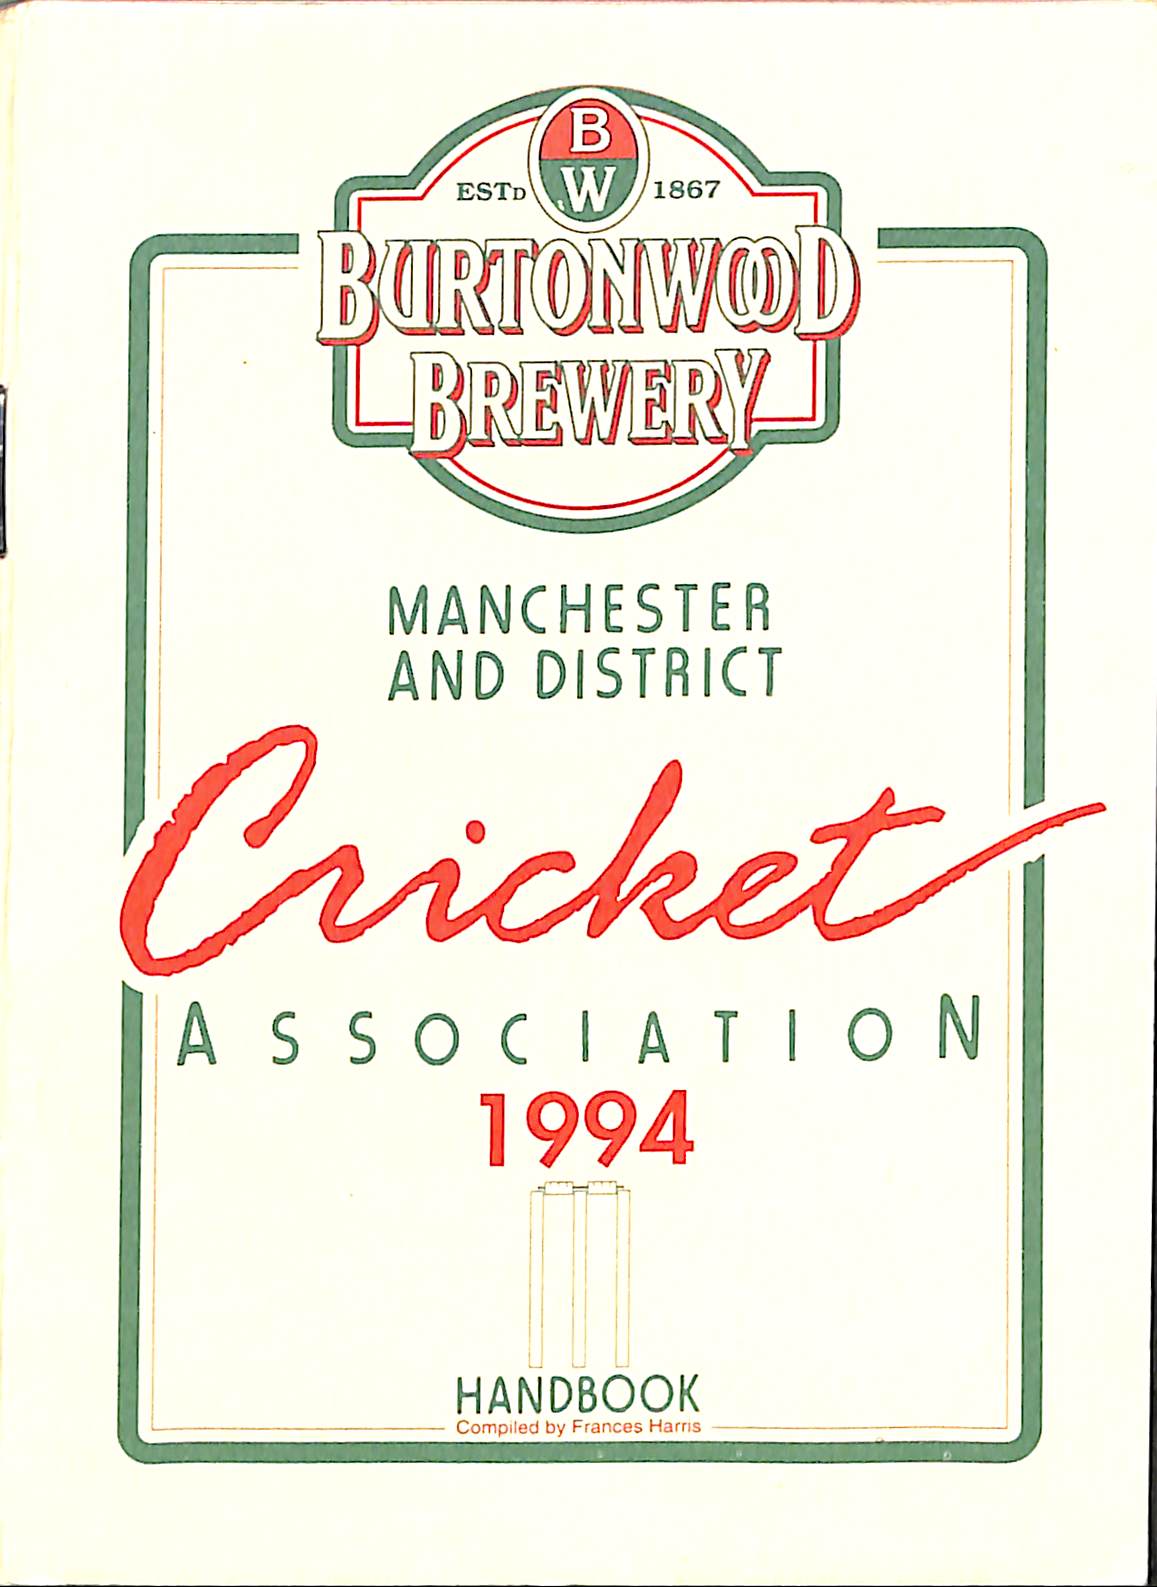 B
W
ESTD 1867
BURTONWOOD
BREWERY
MANCHESTER
AND DISTRICT
Cricket
ASSOCIATION
1994
HANDBOOK
Compiled by Frances Harris